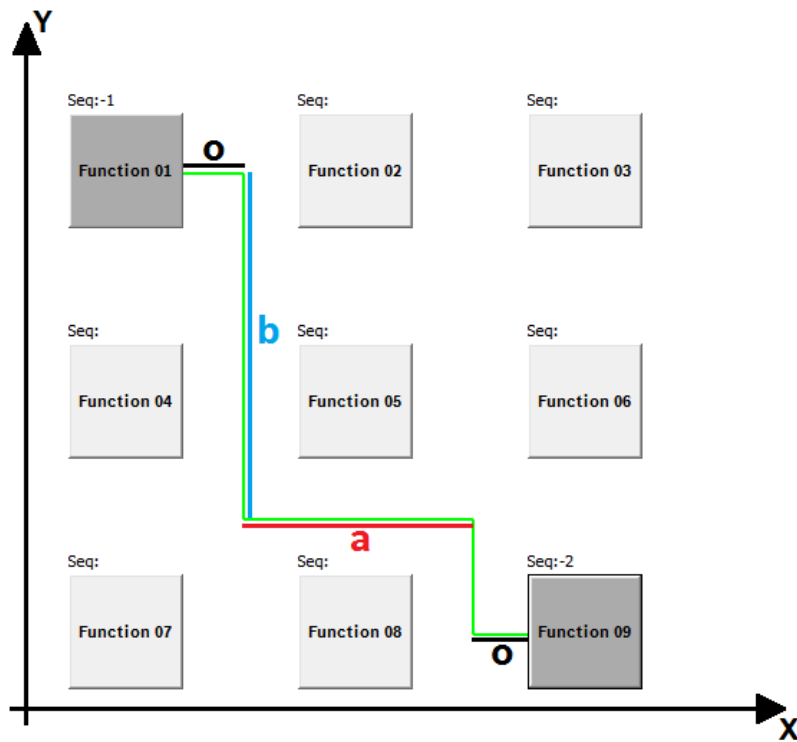 Y
Seq:-1
Seq:
Seq:
Function 01
o
Function 02
Function 03
Seq:
Seq:
Seq:
b
Function 04
Function 05
Function 06
a
Seq:
Seq:
Seq:-2
Function 07
Function 08
Function 09
o
X